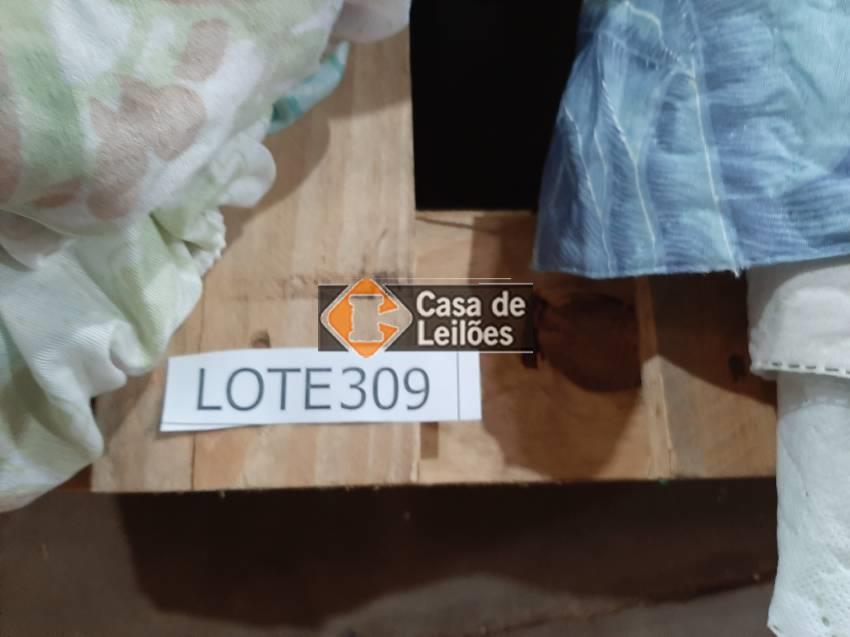 Casa de
Leilões
LOTE309